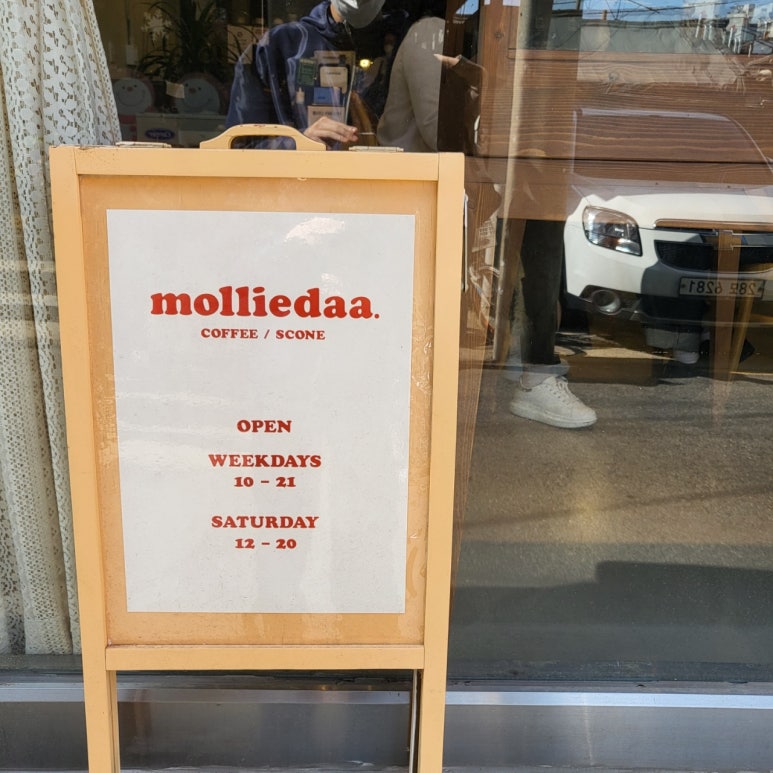 molliedaa.
COFFEE / SCONE
OPEN
WEEKDAYS
10 - 21
SATURDAY
12 - 20